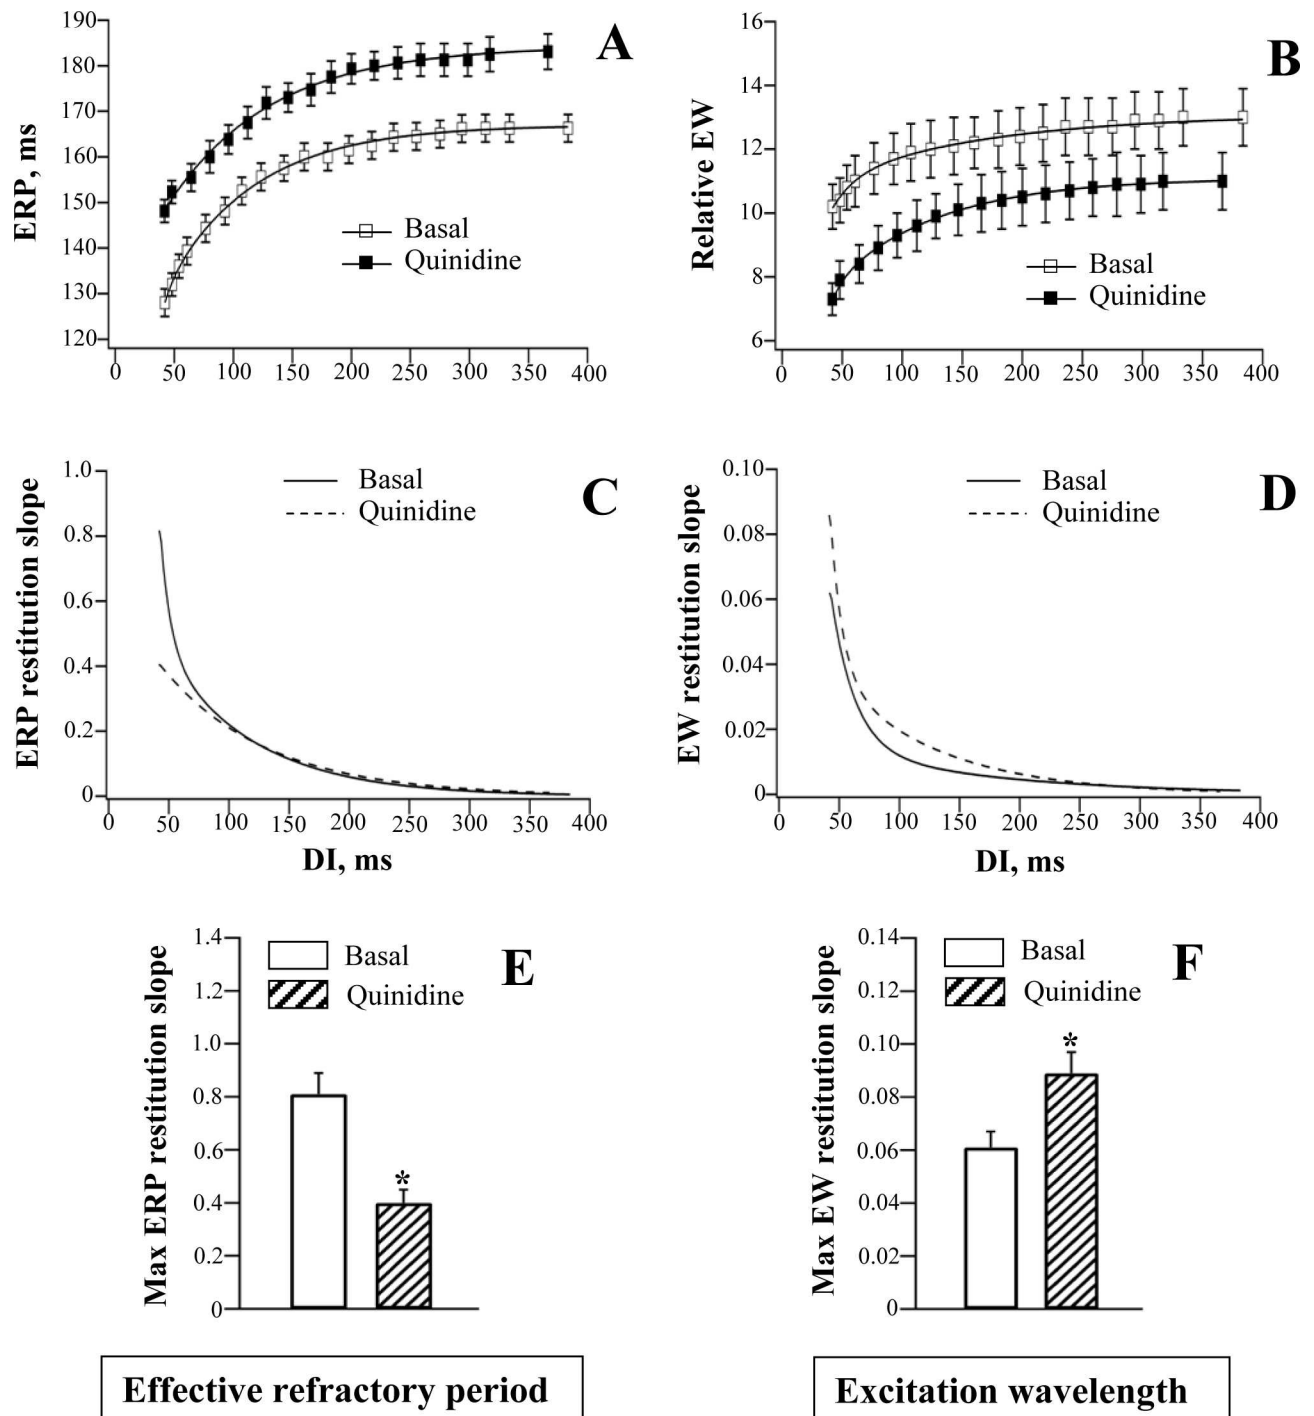 A
ERP, ms
190
180
170
160
150
140
130
120
Basal
Quinidine
0 50 100 150 200 250 300 350 400
B
Relative EW
16
14
12
10
8
6
Basal
Quinidine
0 50 100 150 200 250 300 350 400
C
ERP restitution slope
1.0
0.8
0.6
0.4
0.2
0
Basal
Quinidine
0 50 100 150 200 250 300 350 400
DI, ms
D
EW restitution slope
0.10
0.08
0.06
0.04
0.02
0
Basal
Quinidine
0 50 100 150 200 250 300 350 400
DI, ms
E
Max ERP restitution slope
1.4
1.2
1.0
0.8
0.6
0.4
0.2
0
Basal
Quinidine
*
F
Max EW restitution slope
0.14
0.12
0.10
0.08
0.06
0.04
0.02
0
Basal
Quinidine
*
Effective refractory period
Excitation wavelength